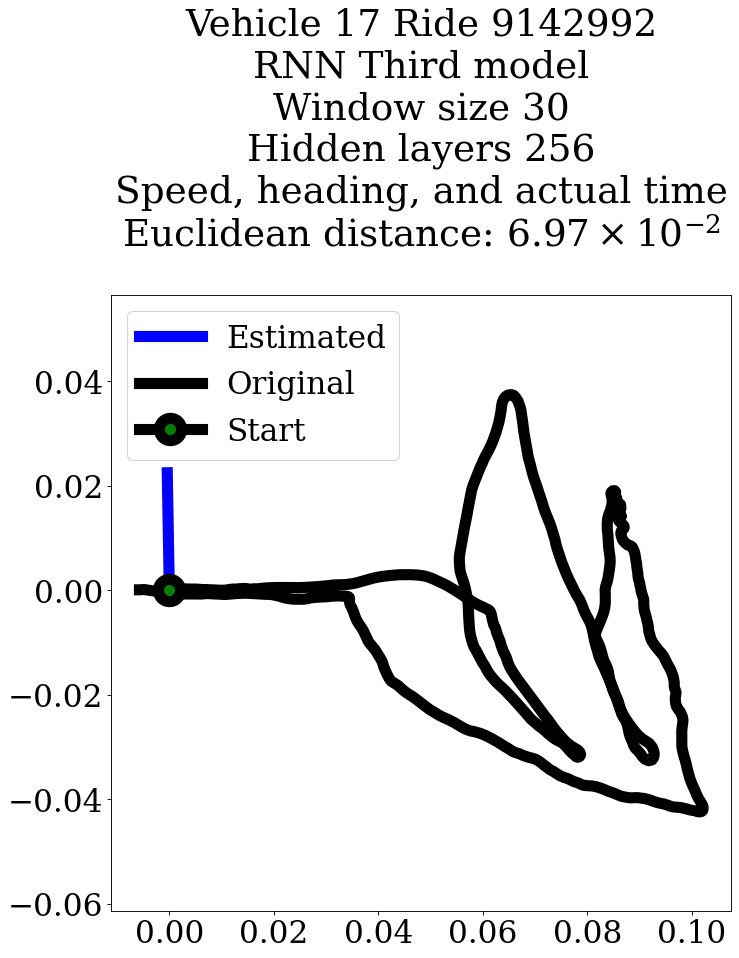 Vehicle 17 Ride 9142992
RNN Third model
Window size 30
Hidden layers 256
Speed, heading, and actual time
Euclidean distance: 6.97 × 10⁻²
Estimated
Original
Start
0.04
0.02
0.00
−0.02
−0.04
−0.06
0.00 0.02 0.04 0.06 0.08 0.10